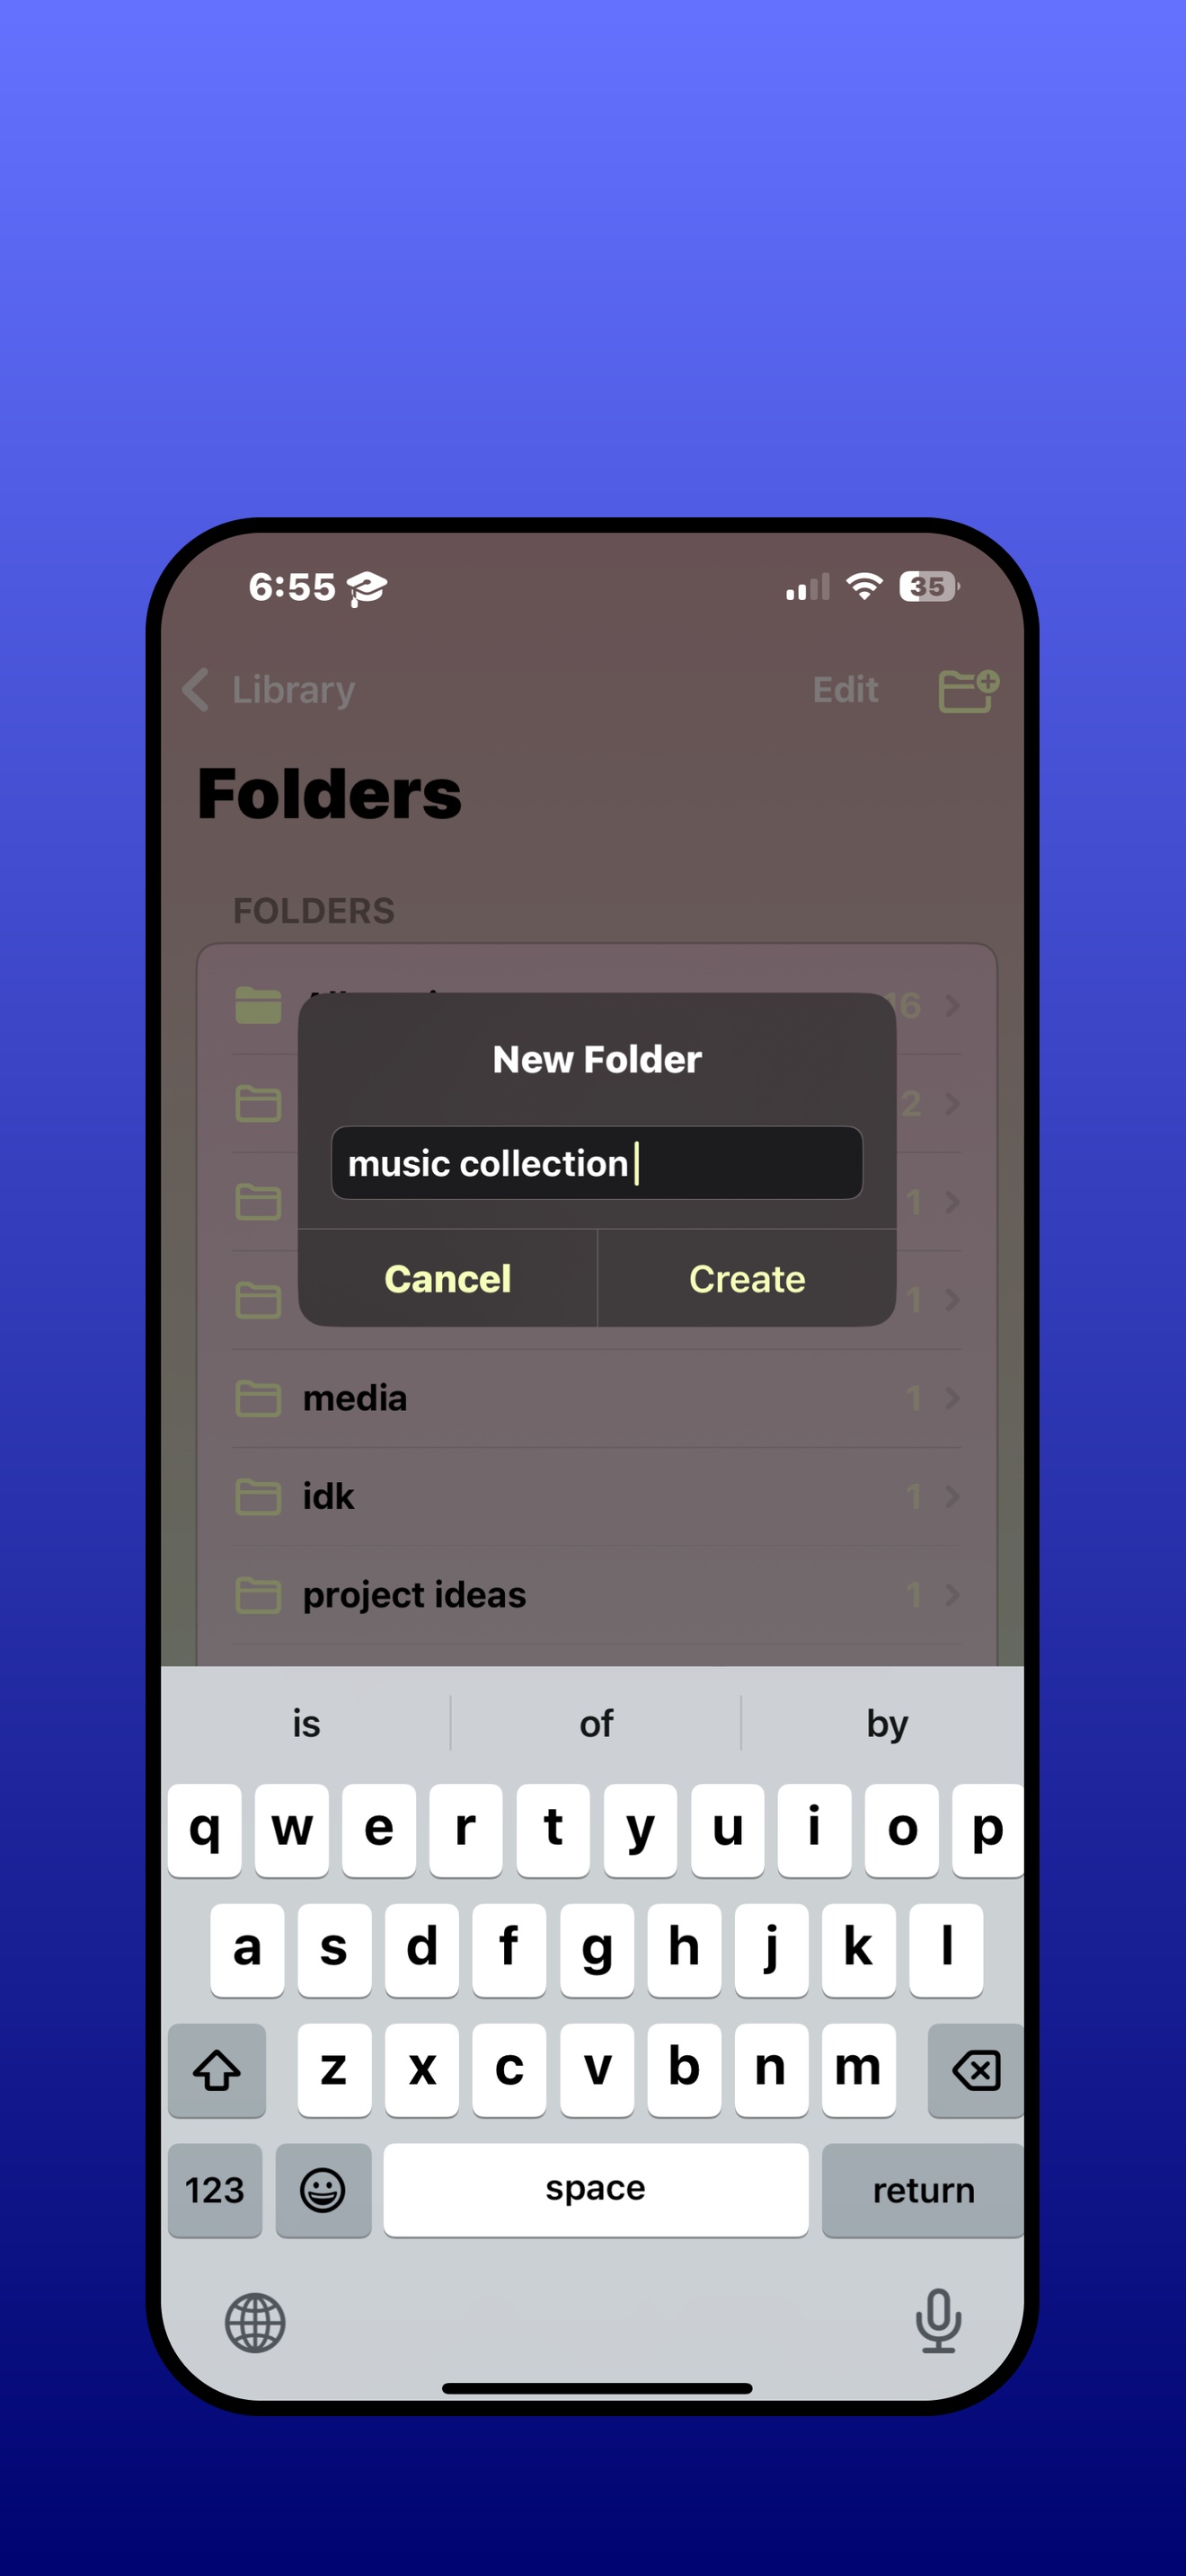 6:55
35
Library
Edit
Folders
FOLDERS
16
New Folder
2
music collection
1
Cancel
Create
1
media
1
idk
1
project ideas
1
is
of
by
q w e r t y u i o p
a s d f g h j k l
z x c v b n m
123
space
return